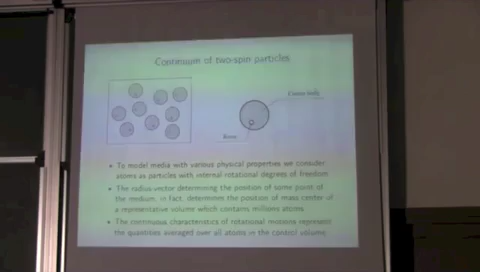 Continuum of two-spin particles
Carrier body
Rotor
• To model media with various physical properties we consider
atoms as particles with internal rotational degrees of freedom
• The radius-vector determining the position of some point of
the medium, in fact, determines the position of mass center of
a representative volume which contains millions atoms
• The continuous characteristics of rotational motions represent
the quantities averaged over all atoms in the control volume